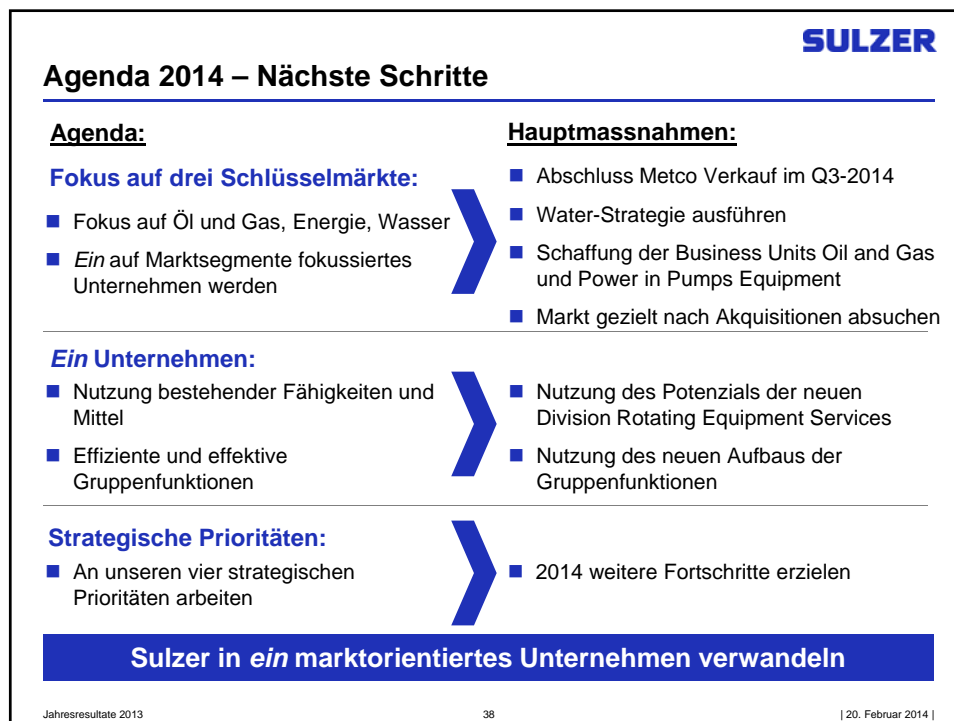 SULZER
Agenda 2014 – Nächste Schritte
Agenda:
Hauptmassnahmen:
Fokus auf drei Schlüsselmärkte:
Fokus auf Öl und Gas, Energie, Wasser
Ein auf Marktsegmente fokussiertes
Unternehmen werden
Abschluss Metco Verkauf im Q3-2014
Water-Strategie ausführen
Schaffung der Business Units Oil and Gas
und Power in Pumps Equipment
Markt gezielt nach Akquisitionen absuchen
Ein Unternehmen:
Nutzung bestehender Fähigkeiten und
Mittel
Effiziente und effektive
Gruppenfunktionen
Nutzung des Potenzials der neuen
Division Rotating Equipment Services
Nutzung des neuen Aufbaus der
Gruppenfunktionen
Strategische Prioritäten:
An unseren vier strategischen
Prioritäten arbeiten
2014 weitere Fortschritte erzielen
Sulzer in ein marktorientiertes Unternehmen verwandeln
Jahresresultate 2013
38
| 20. Februar 2014 |